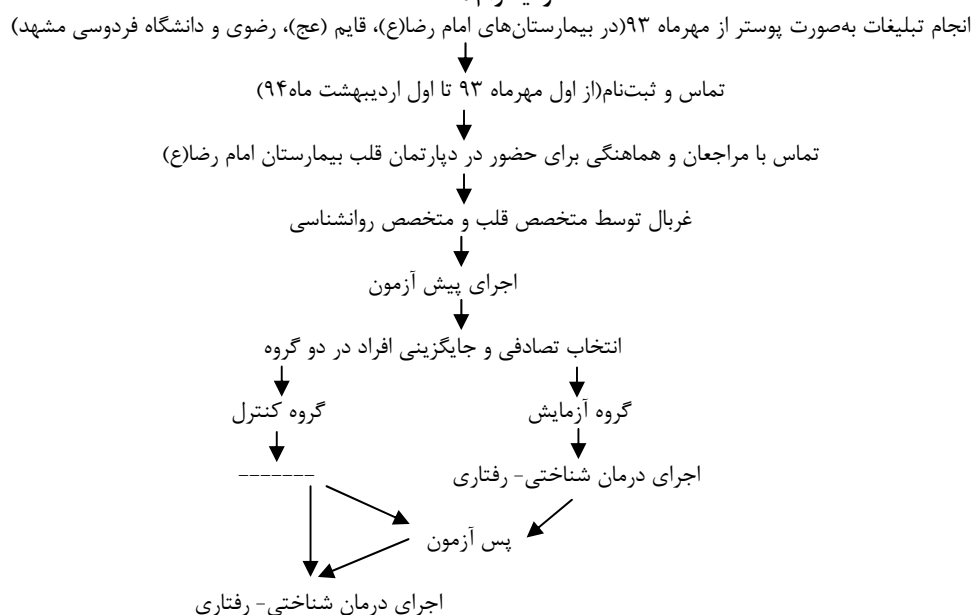 انجام تبلیغات به‌صورت پوستر از مهرماه ۹۳(در بیمارستان‌های امام رضا(ع)، قایم (عج)، رضوی و دانشگاه فردوسی مشهد)
تماس و ثبت‌نام(از اول مهرماه ۹۳ تا اول اردیبهشت ماه۹۴)
تماس با مراجعان و هماهنگی برای حضور در دپارتمان قلب بیمارستان امام رضا(ع)
غربال توسط متخصص قلب و متخصص روانشناسی
اجرای پیش آزمون
انتخاب تصادفی و جایگزینی افراد در دو گروه
گروه آزمایش گروه کنترل
اجرای درمان شناختی- رفتاری -------
پس آزمون
اجرای درمان شناختی- رفتاری